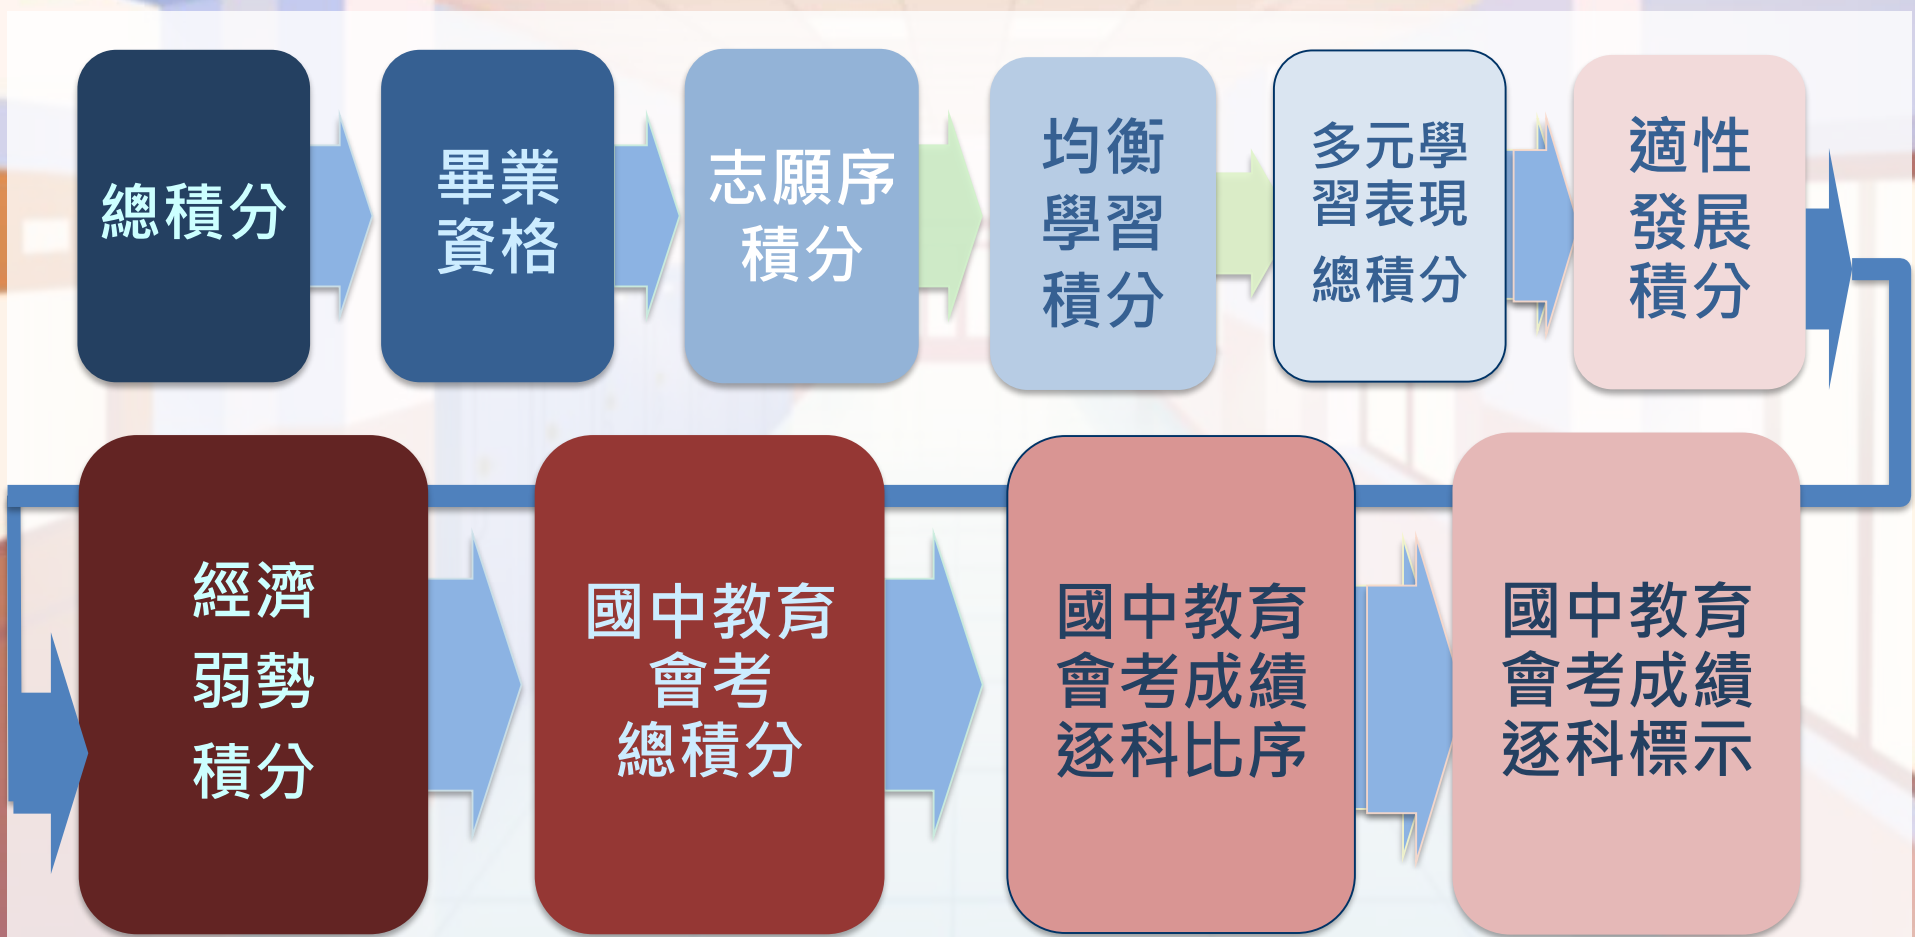 總積分
畢業
資格
志願序
積分
均衡
學習
積分
多元學
習表現
總積分
適性
發展
積分
經濟
弱勢
積分
國中教育
會考
總積分
國中教育
會考成績
逐科比序
國中教育
會考成績
逐科標示